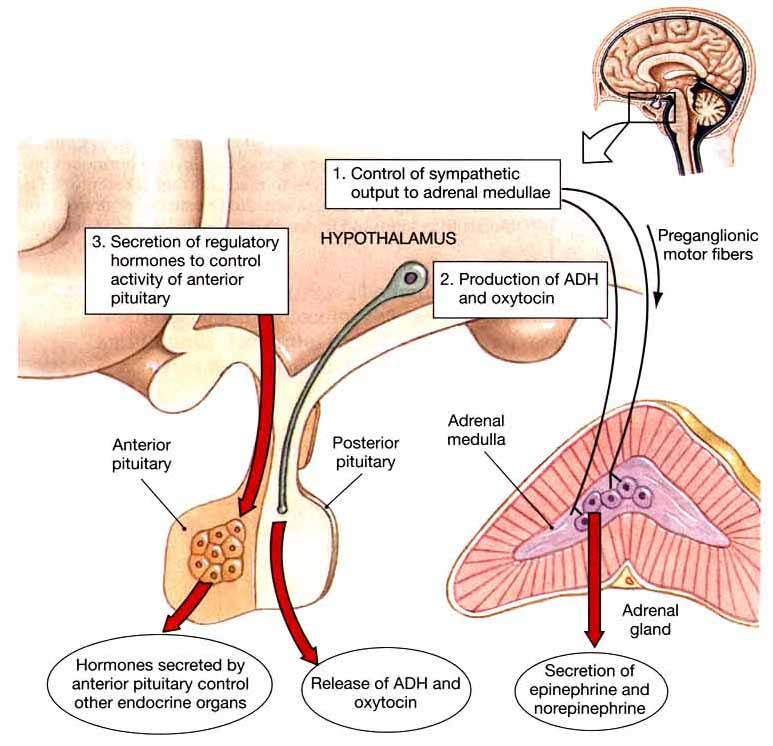 1. Control of sympathetic
output to adrenal medullae
3. Secretion of regulatory
hormones to control
activity of anterior
pituitary
HYPOTHALAMUS
Preganglionic
motor fibers
2. Production of ADH
and oxytocin
Anterior
pituitary
Posterior
pituitary
Adrenal
medulla
Adrenal
gland
Hormones secreted by
anterior pituitary control
other endocrine organs
Release of ADH and
oxytocin
Secretion of
epinephrine and
norepinephrine